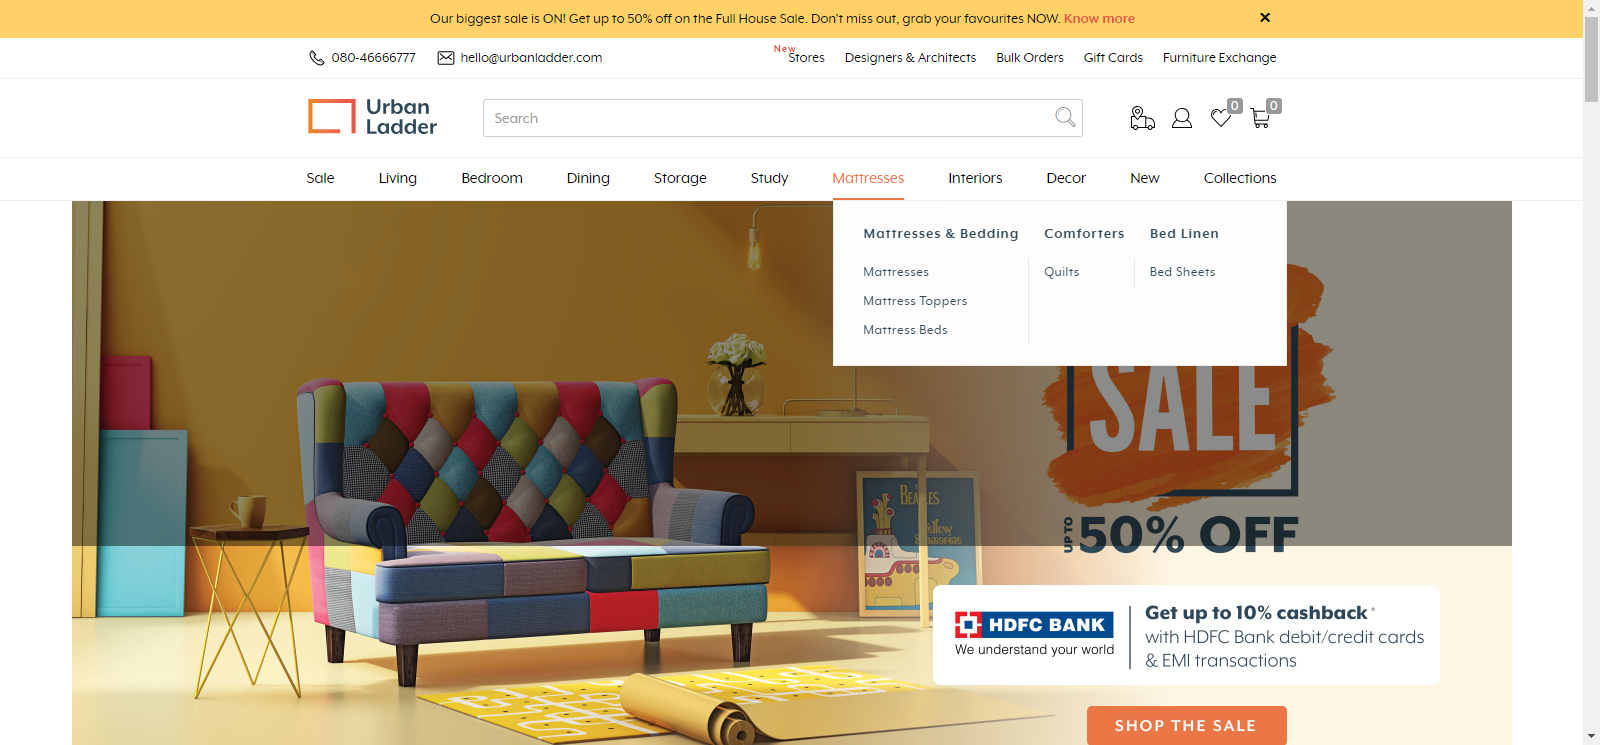 Our biggest sale is ON! Get up to 50% off on the Full House Sale. Don't miss out, grab your favourites NOW. Know more
080-46666777
hello@urbanladder.com
New
Stores
Designers & Architects
Bulk Orders
Gift Cards
Furniture Exchange
Urban
Ladder
Search
0
0
Sale
Living
Bedroom
Dining
Storage
Study
Mattresses
Interiors
Decor
New
Collections
Mattresses & Bedding
Mattresses
Mattress Toppers
Mattress Beds
Comforters
Quilts
Bed Linen
Bed Sheets
SALE
UP TO
50% OFF
BEATLES
Yellow
Submarine
HDFC BANK
We understand your world
Get up to 10% cashback*
with HDFC Bank debit/credit cards
& EMI transactions
SHOP THE SALE